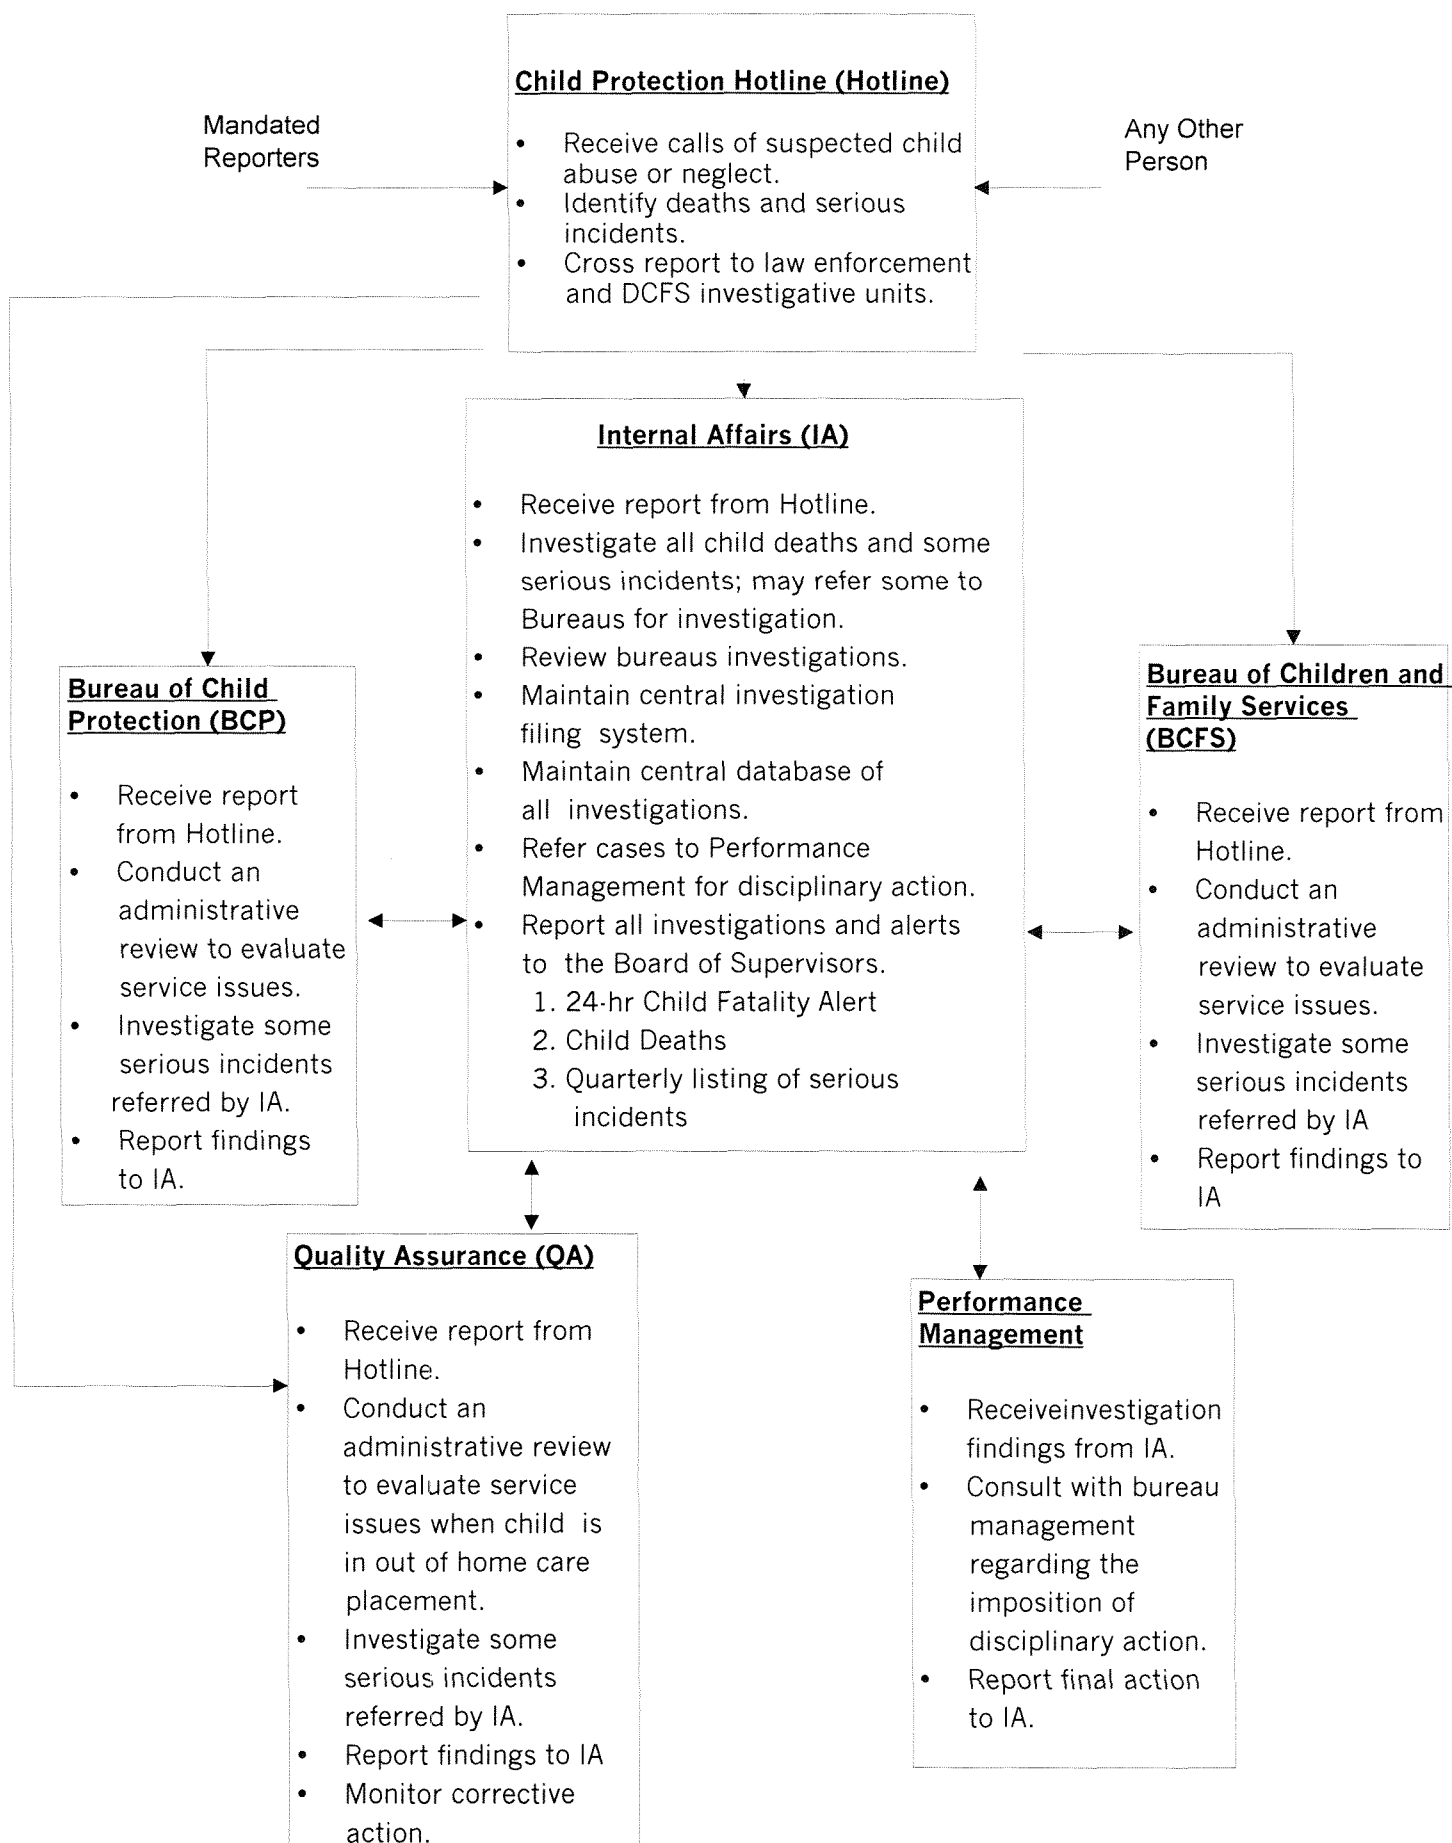 Child Protection Hotline (Hotline)
• Receive calls of suspected child
abuse or neglect.
• Identify deaths and serious
incidents.
• Cross report to law enforcement
and DCFS investigative units.
Mandated
Reporters
Any Other
Person
Internal Affairs (IA)
• Receive report from Hotline.
• Investigate all child deaths and some
serious incidents; may refer some to
Bureaus for investigation.
• Review bureaus investigations.
• Maintain central investigation
filing system.
• Maintain central database of
all investigations.
• Refer cases to Performance
Management for disciplinary action.
• Report all investigations and alerts
to the Board of Supervisors.
1. 24-hr Child Fatality Alert
2. Child Deaths
3. Quarterly listing of serious
incidents
Bureau of Child
Protection (BCP)
• Receive report
from Hotline.
• Conduct an
administrative
review to evaluate
service issues.
• Investigate some
serious incidents
referred by IA.
• Report findings
to IA.
Bureau of Children and
Family Services
(BCFS)
• Receive report from
Hotline.
• Conduct an
administrative
review to evaluate
service issues.
• Investigate some
serious incidents
referred by IA
• Report findings to
IA
Quality Assurance (QA)
• Receive report from
Hotline.
• Conduct an
administrative review
to evaluate service
issues when child is
in out of home care
placement.
• Investigate some
serious incidents
referred by IA.
• Report findings to IA
• Monitor corrective
action.
Performance
Management
• Receiveinvestigation
findings from IA.
• Consult with bureau
management
regarding the
imposition of
disciplinary action.
• Report final action
to IA.